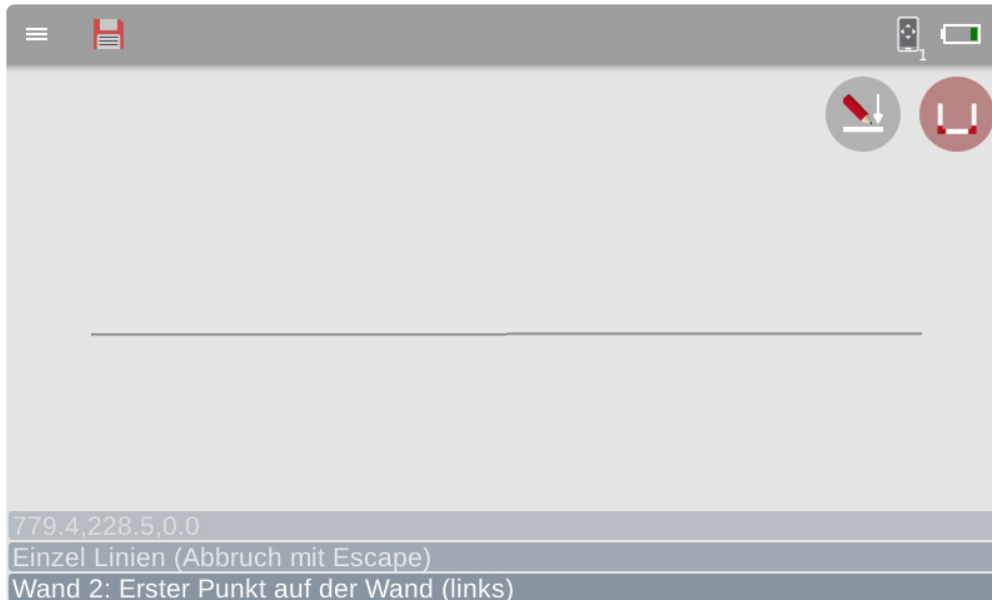 1
779.4,228.5,0.0
Einzel Linien (Abbruch mit Escape)
Wand 2: Erster Punkt auf der Wand (links)